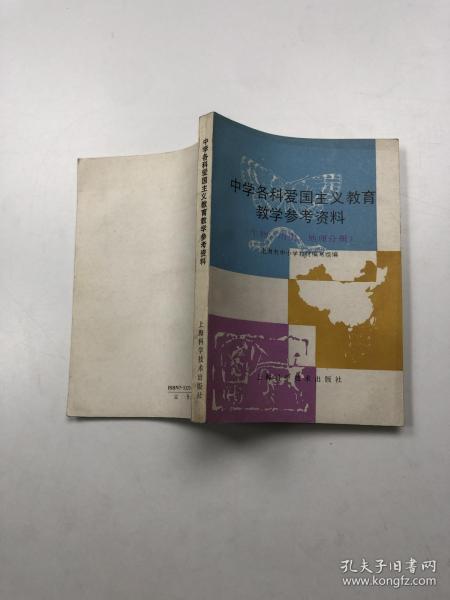 中学各科爱国主义教育
教学参考资料
地理分册)
上海市中小学教材编写组编
上海科学技术出版社
中学各科爱国主义教育教学参考资料
上海科学技术出版社
孔夫子旧书网
www.kongfz.com